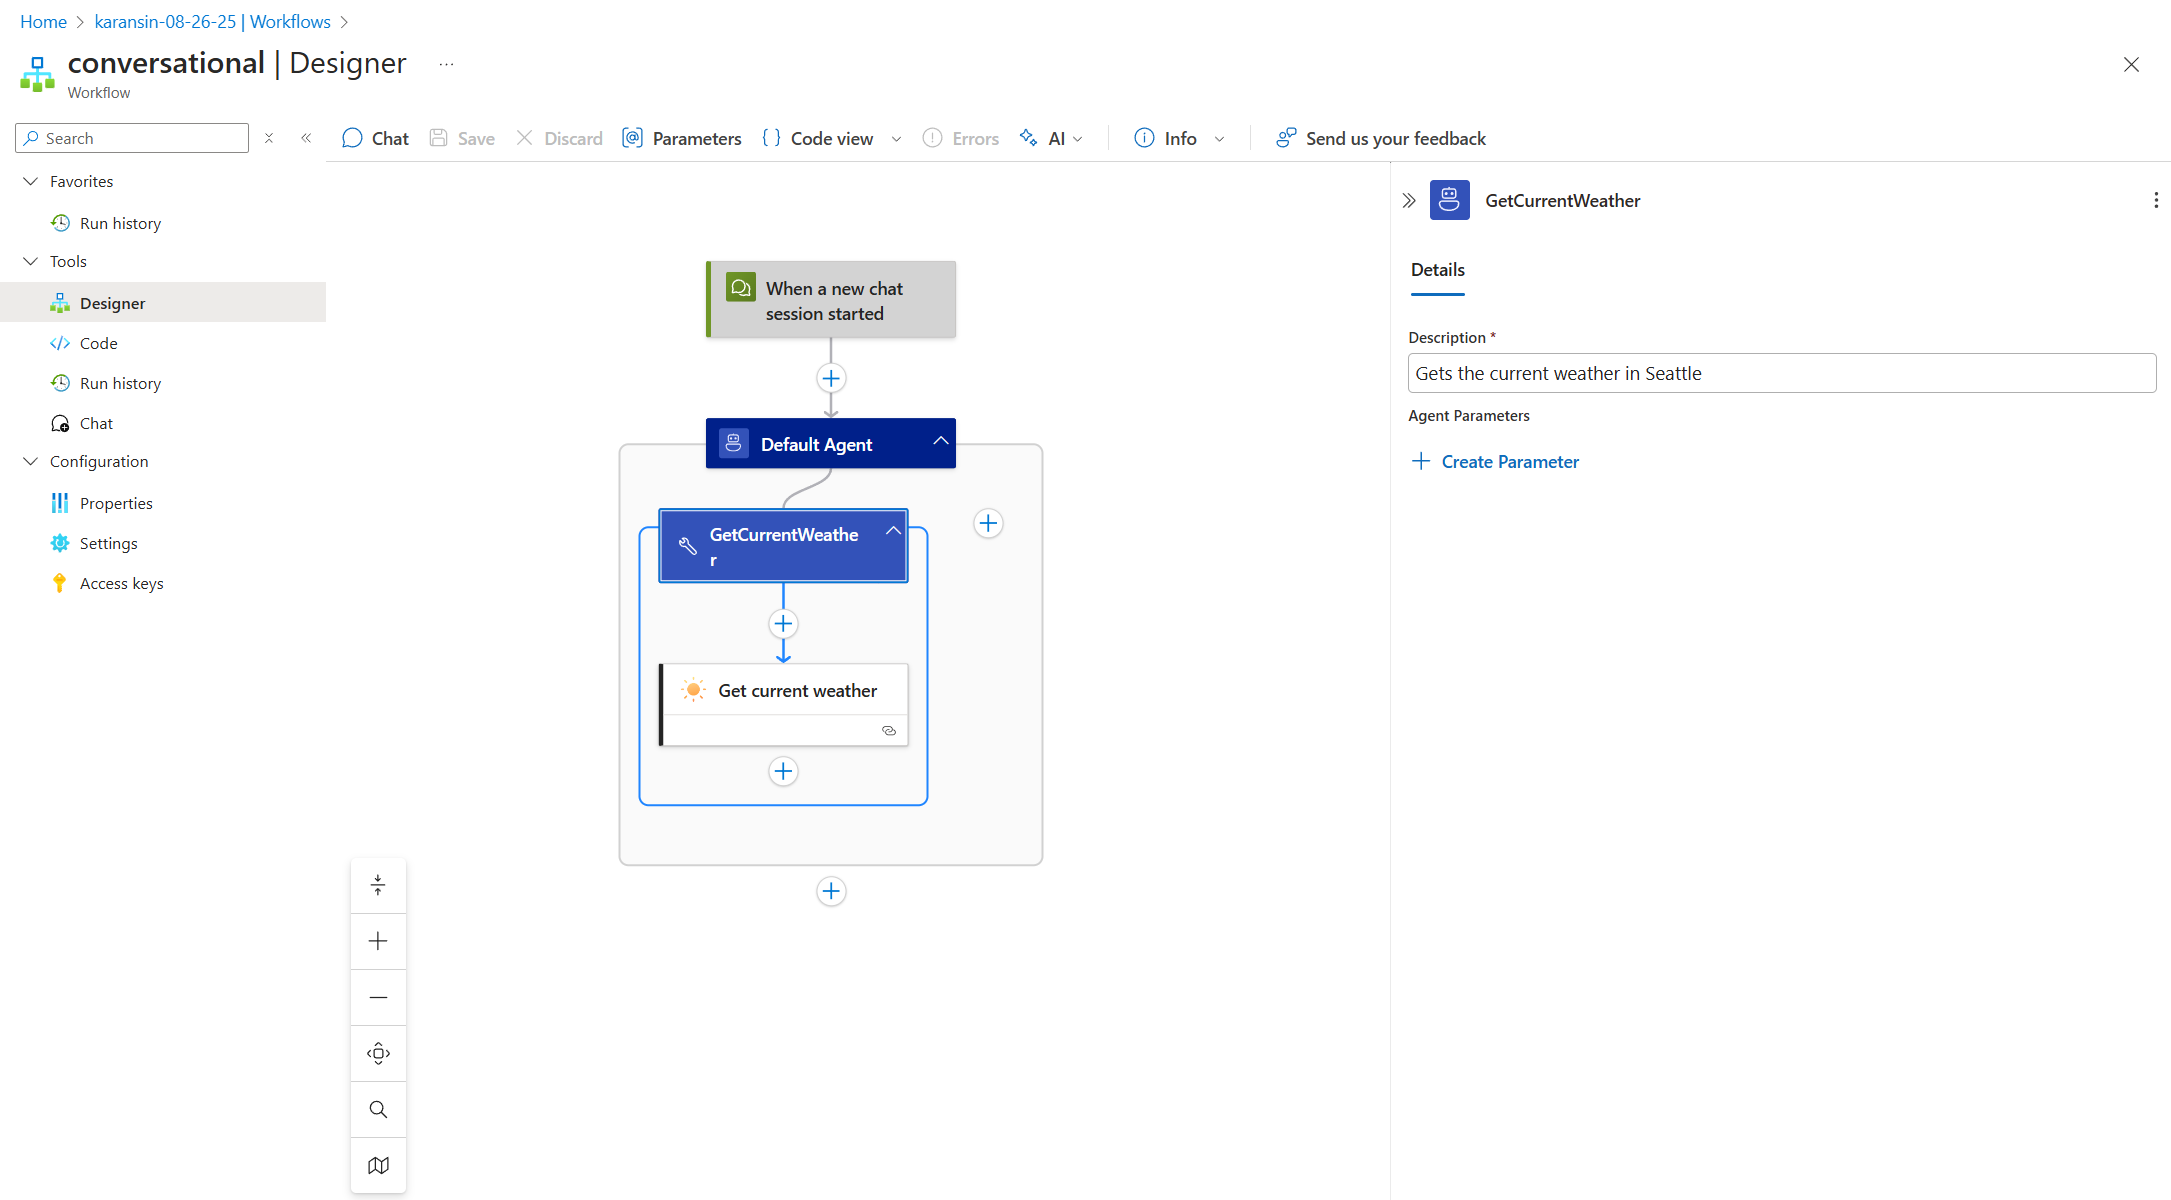 Home > karansin-08-26-25 | Workflows >
conversational | Designer ...
Workflow
Search
Chat Save Discard Parameters Code view Errors AI Info Send us your feedback
Favorites
Run history
Tools
Designer
Code
Run history
Chat
Configuration
Properties
Settings
Access keys
When a new chat
session started
Default Agent
GetCurrentWeathe
r
Get current weather
GetCurrentWeather
Details
Description *
Gets the current weather in Seattle
Agent Parameters
Create Parameter